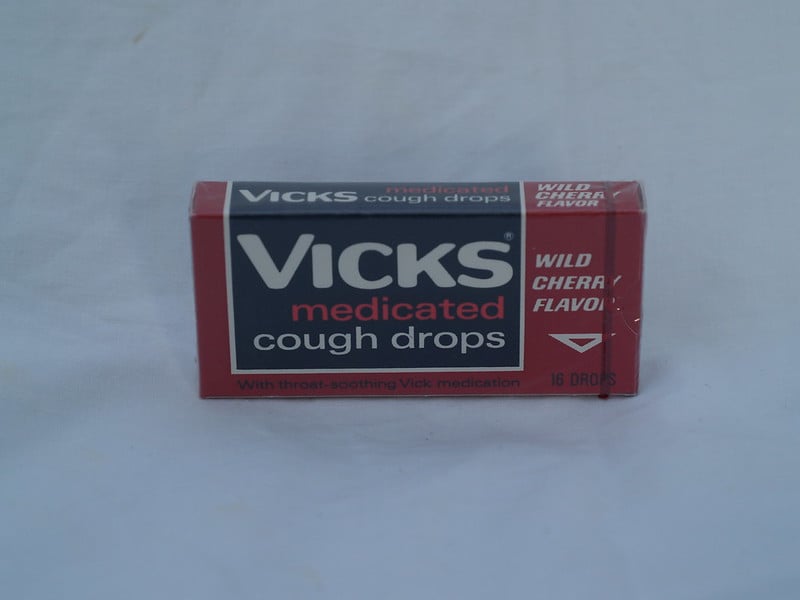 VICKS medicated cough drops
WILD
CHERRY
FLAVOR
VICKS®
medicated
cough drops
WILD
CHERRY
FLAVOR
With throat-soothing Vick medication
16 DROPS